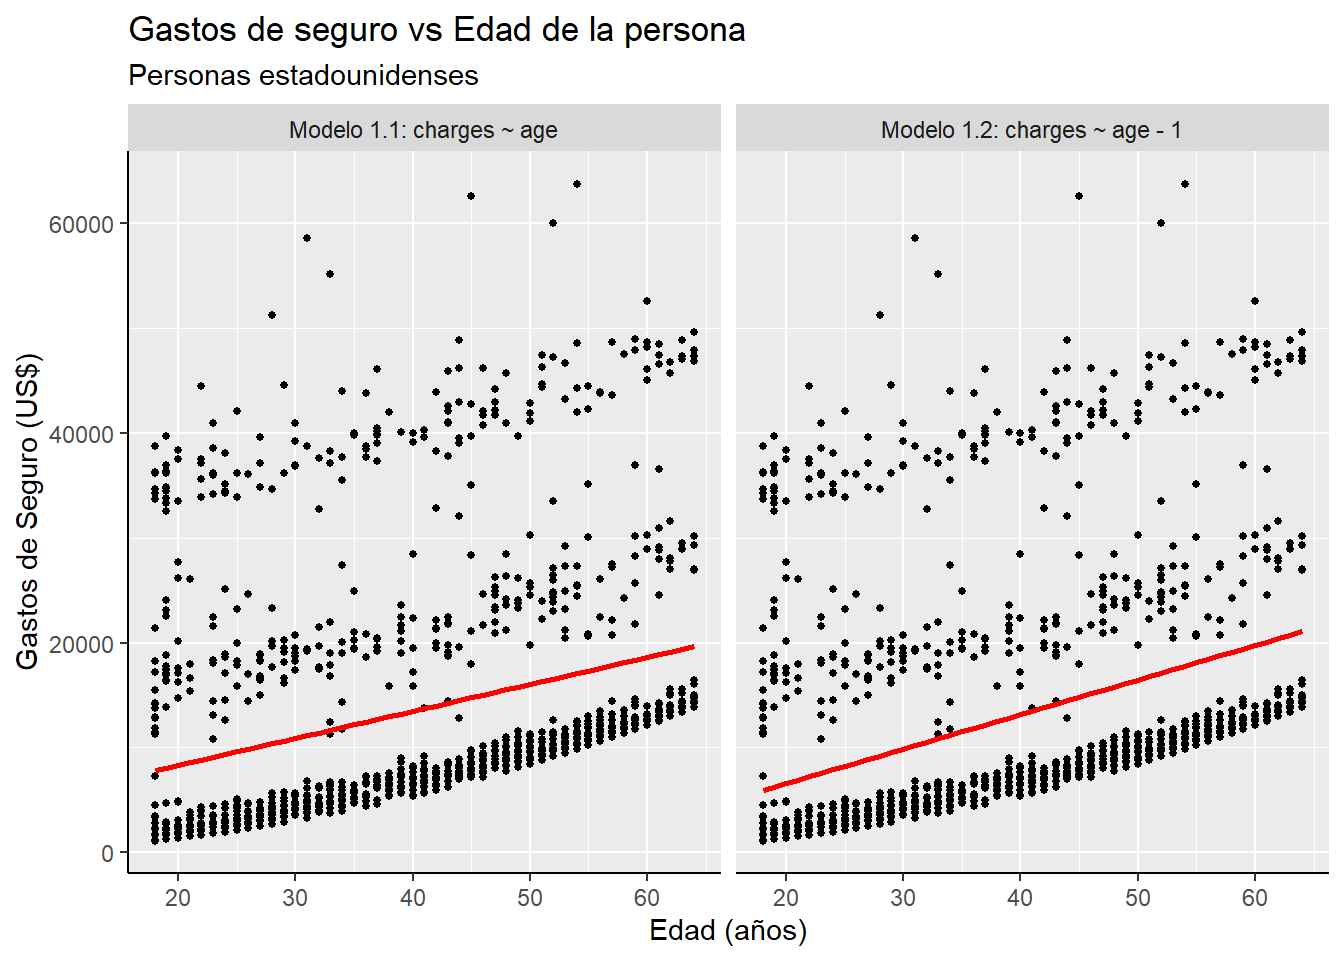 Gastos de seguro vs Edad de la persona
Personas estadounidenses
Modelo 1.1: charges ~ age
Modelo 1.2: charges ~ age - 1
Gastos de Seguro (US$)
60000
40000
20000
0
20 30 40 50 60
20 30 40 50 60
Edad (años)